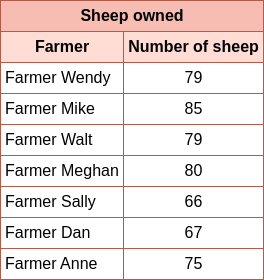 Sheep owned
Farmer Number of sheep
Farmer Wendy 79
Farmer Mike 85
Farmer Walt 79
Farmer Meghan 80
Farmer Sally 66
Farmer Dan 67
Farmer Anne 75